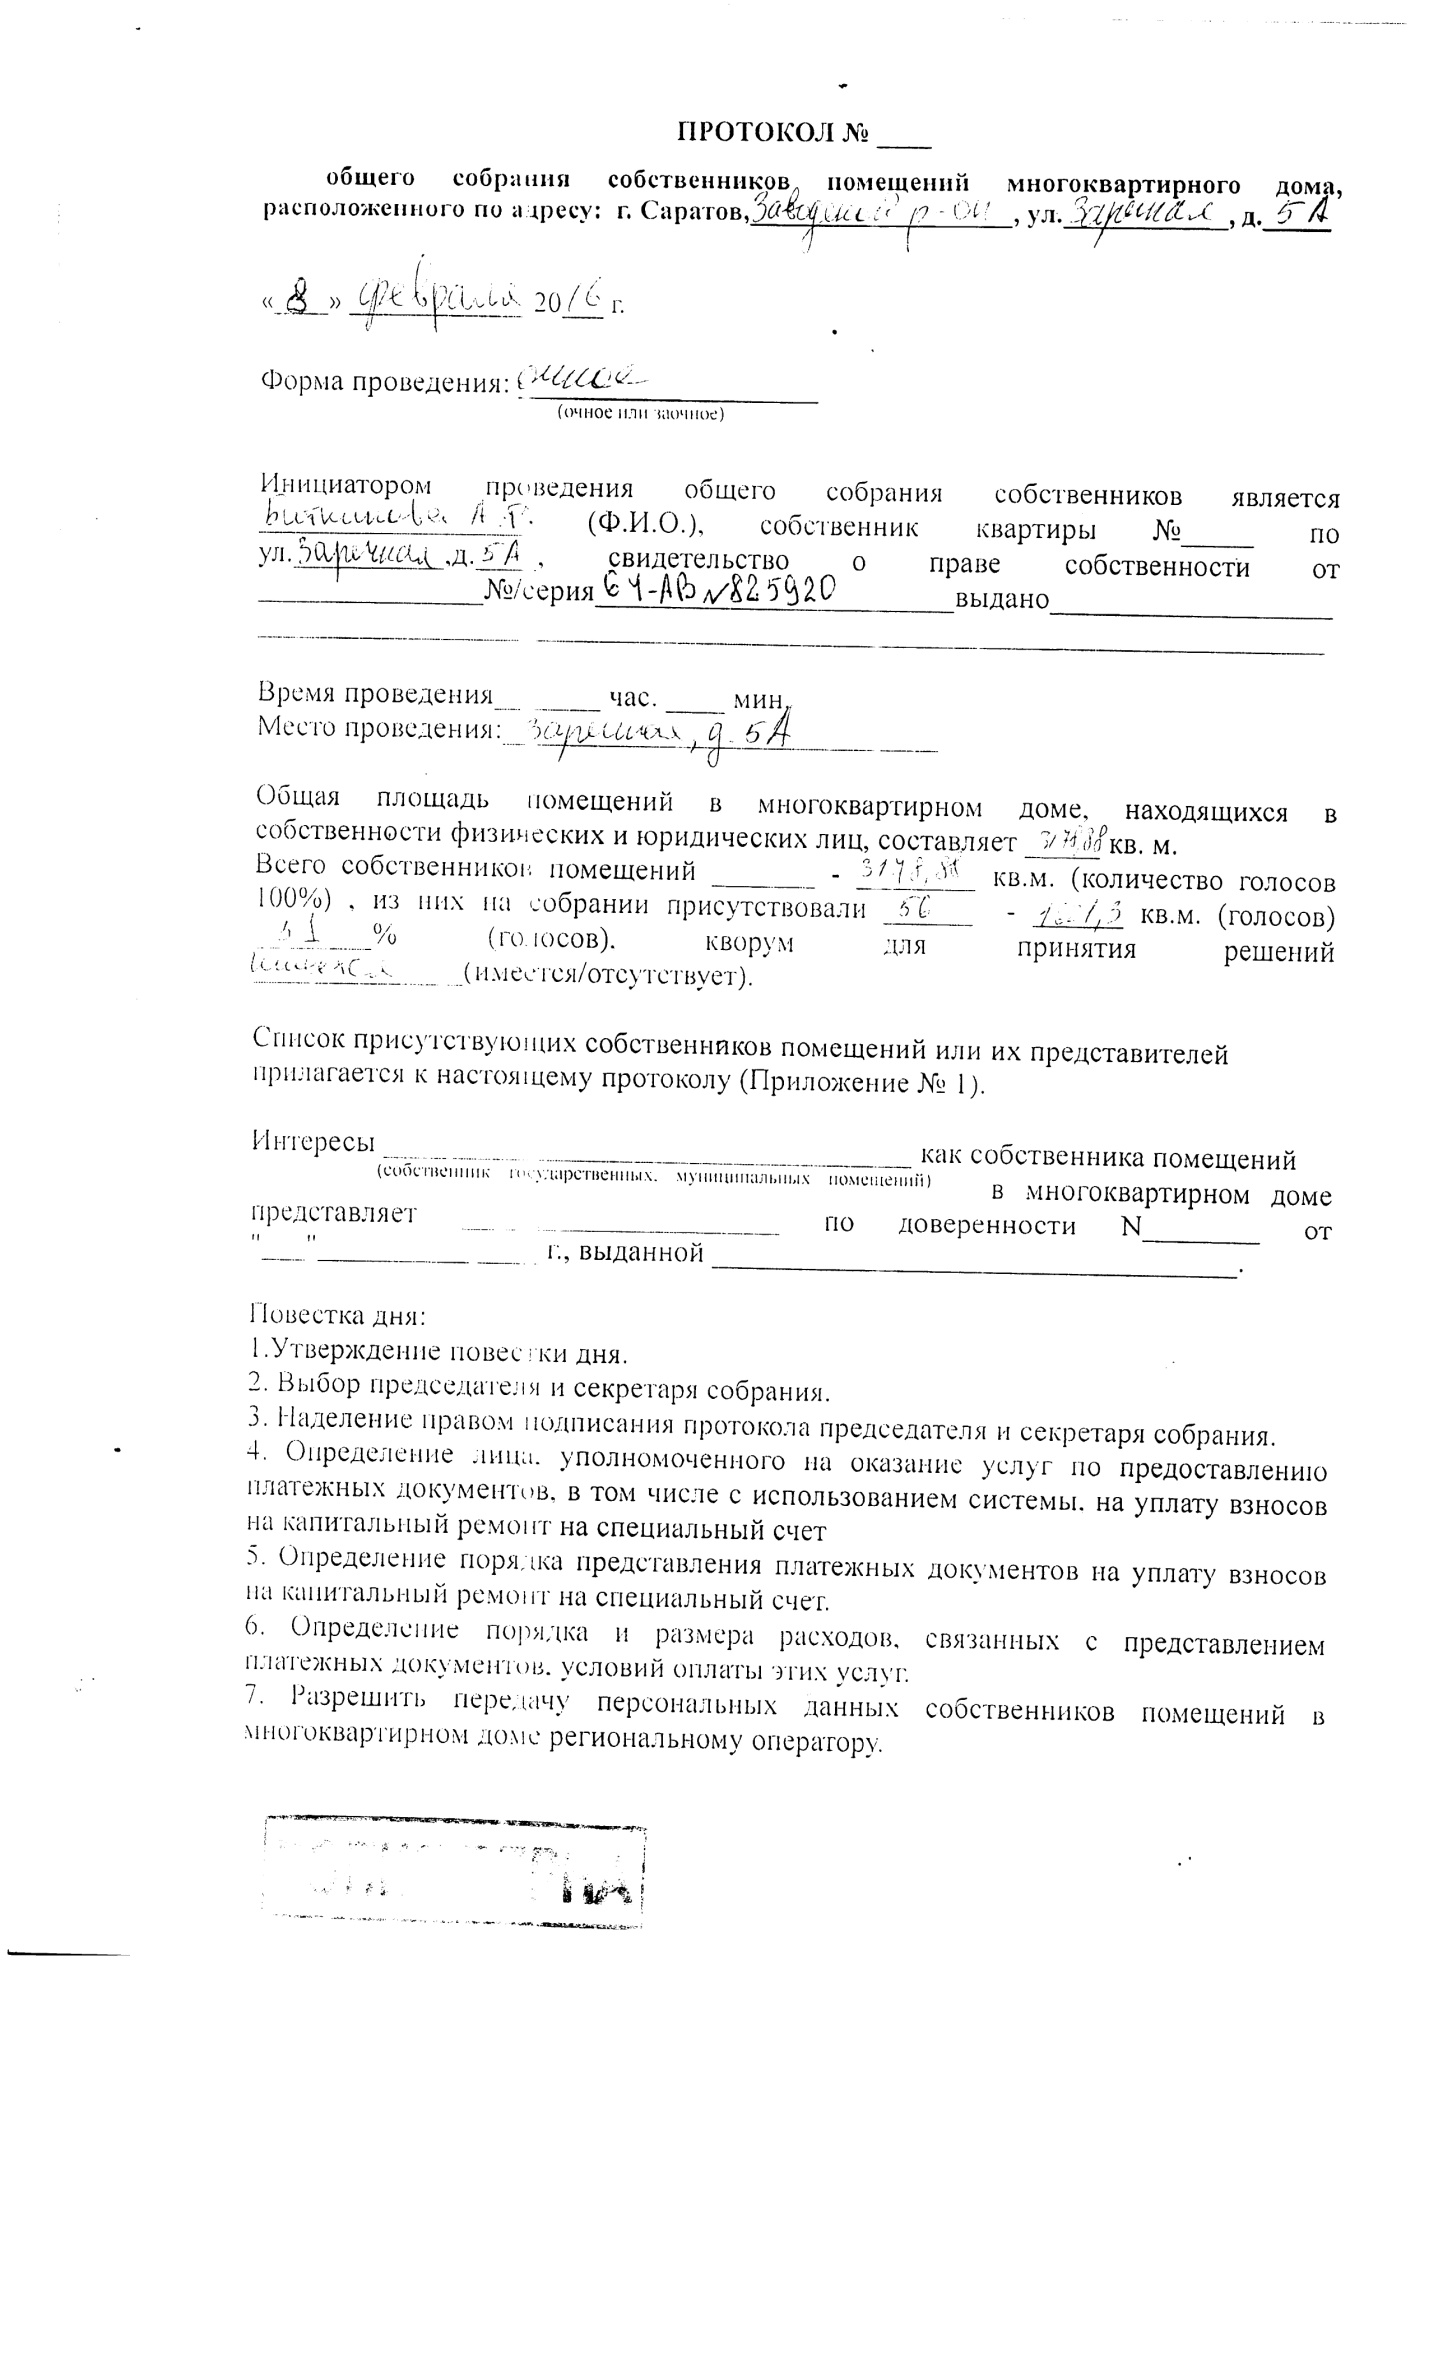 ПРОТОКОЛ № ____
общего собрания собственников помещений многоквартирного дома,
расположенного по адресу: г. Саратов, Заводской р-он, ул. Заречная, д. 5А
« 8 » февраля 2016 г.
Форма проведения: очное
(очное или заочное)
Инициатором проведения общего собрания собственников является
А.Г. (Ф.И.О.), собственник квартиры №_____ по
ул. Заречная, д. 5А , свидетельство о праве собственности от
________________№/серия 64-АВ №825920 выдано____________________
Время проведения__ _____ час. ____ мин.
Место проведения: Заречная, д. 5А
Общая площадь помещений в многоквартирном доме, находящихся в
собственности физических и юридических лиц, составляет кв. м.
Всего собственников помещений _______ - 3178,88 кв.м. (количество голосов
100%) , из них на собрании присутствовали 56 - кв.м. (голосов)
51 % (голосов). кворум для принятия решений
имеется (имеется/отсутствует).
Список присутствующих собственников помещений или их представителей
прилагается к настоящему протоколу (Приложение № 1).
Интересы ______________________________________ как собственника помещений
(собственник государственных, муниципальных помещений) в многоквартирном доме
представляет ______________________ по доверенности N________ от
"___"_______________ г., выданной ______________________________________.
Повестка дня:
1.Утверждение повестки дня.
2. Выбор председателя и секретаря собрания.
3. Наделение правом подписания протокола председателя и секретаря собрания.
4. Определение лица, уполномоченного на оказание услуг по предоставлению
платежных документов, в том числе с использованием системы, на уплату взносов
на капитальный ремонт на специальный счет
5. Определение порядка представления платежных документов на уплату взносов
на капитальный ремонт на специальный счет.
6. Определение порядка и размера расходов, связанных с представлением
платежных документов, условий оплаты этих услуг.
7. Разрешить передачу персональных данных собственников помещений в
многоквартирном доме региональному оператору.